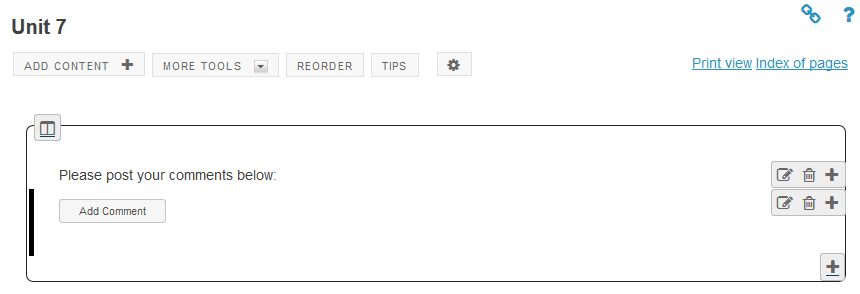 Unit 7
?
ADD CONTENT +
MORE TOOLS
REORDER
TIPS
Print view Index of pages
Please post your comments below:
Add Comment